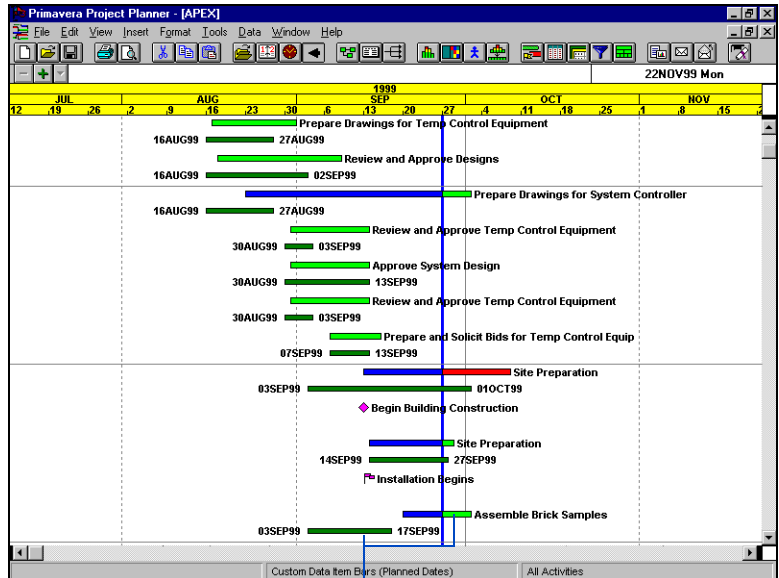 Primavera Project Planner - [APEX]
File Edit View Insert Format Tools Data Window Help
22NOV99 Mon
1999
JUL AUG SEP OCT NOV
12 ,19 ,26 ,2 ,9 ,16 ,23 ,30 ,6 ,13 ,20 ,27 ,4 ,11 ,18 ,25 ,1 ,8 ,15 ,2
Prepare Drawings for Temp Control Equipment
16AUG99 27AUG99
Review and Approve Designs
16AUG99 02SEP99
Prepare Drawings for System Controller
16AUG99 27AUG99
Review and Approve Temp Control Equipment
30AUG99 03SEP99
Approve System Design
30AUG99 13SEP99
Review and Approve Temp Control Equipment
30AUG99 03SEP99
Prepare and Solicit Bids for Temp Control Equip
07SEP99 13SEP99
Site Preparation
03SEP99 01OCT99
Begin Building Construction
Site Preparation
14SEP99 27SEP99
Installation Begins
Assemble Brick Samples
03SEP99 17SEP99
Custom Data Item Bars (Planned Dates) All Activities